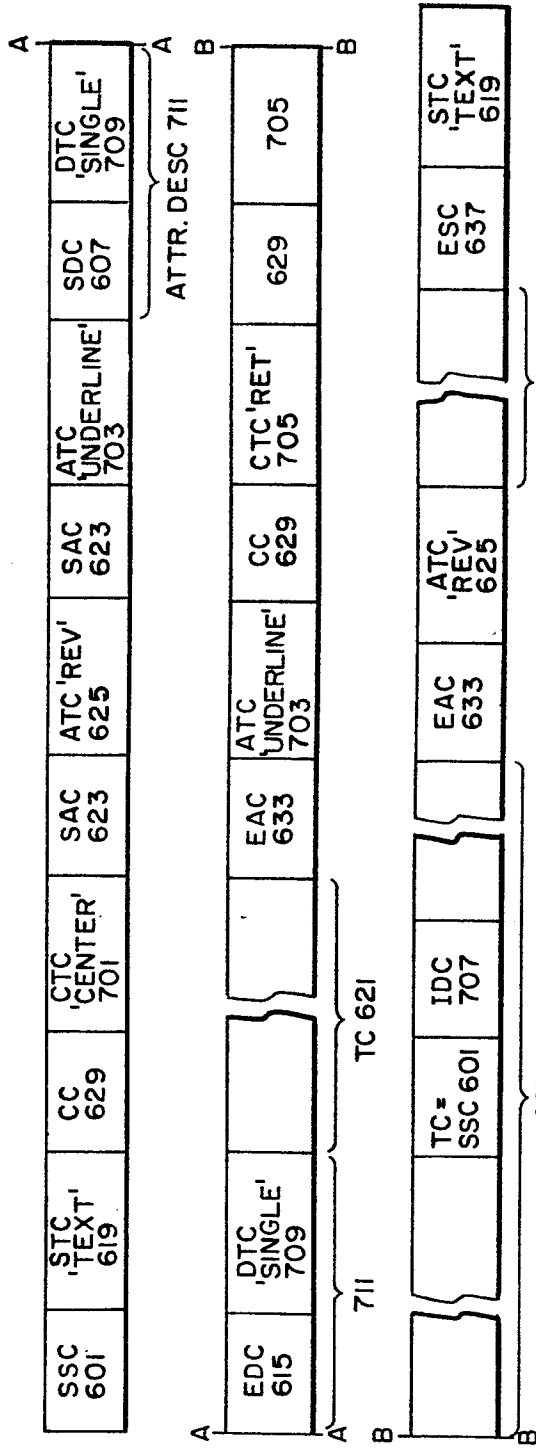 A
SSC
601
STC
'TEXT'
619
CC
629
CTC
'CENTER'
701
SAC
623
ATC 'REV'
625
SAC
623
ATC
'UNDERLINE'
703
SDC
607
DTC
'SINGLE'
709
A
ATTR. DESC 711
A
B
EDC
615
DTC
'SINGLE'
709
EAC
633
ATC
'UNDERLINE'
703
CC
629
CTC 'RET'
705
629
705
A
B
711
TC 621
B
TC =
SSC 601
IDC
707
EAC
633
ATC
'REV'
625
ESC
637
STC
'TEXT'
619
B